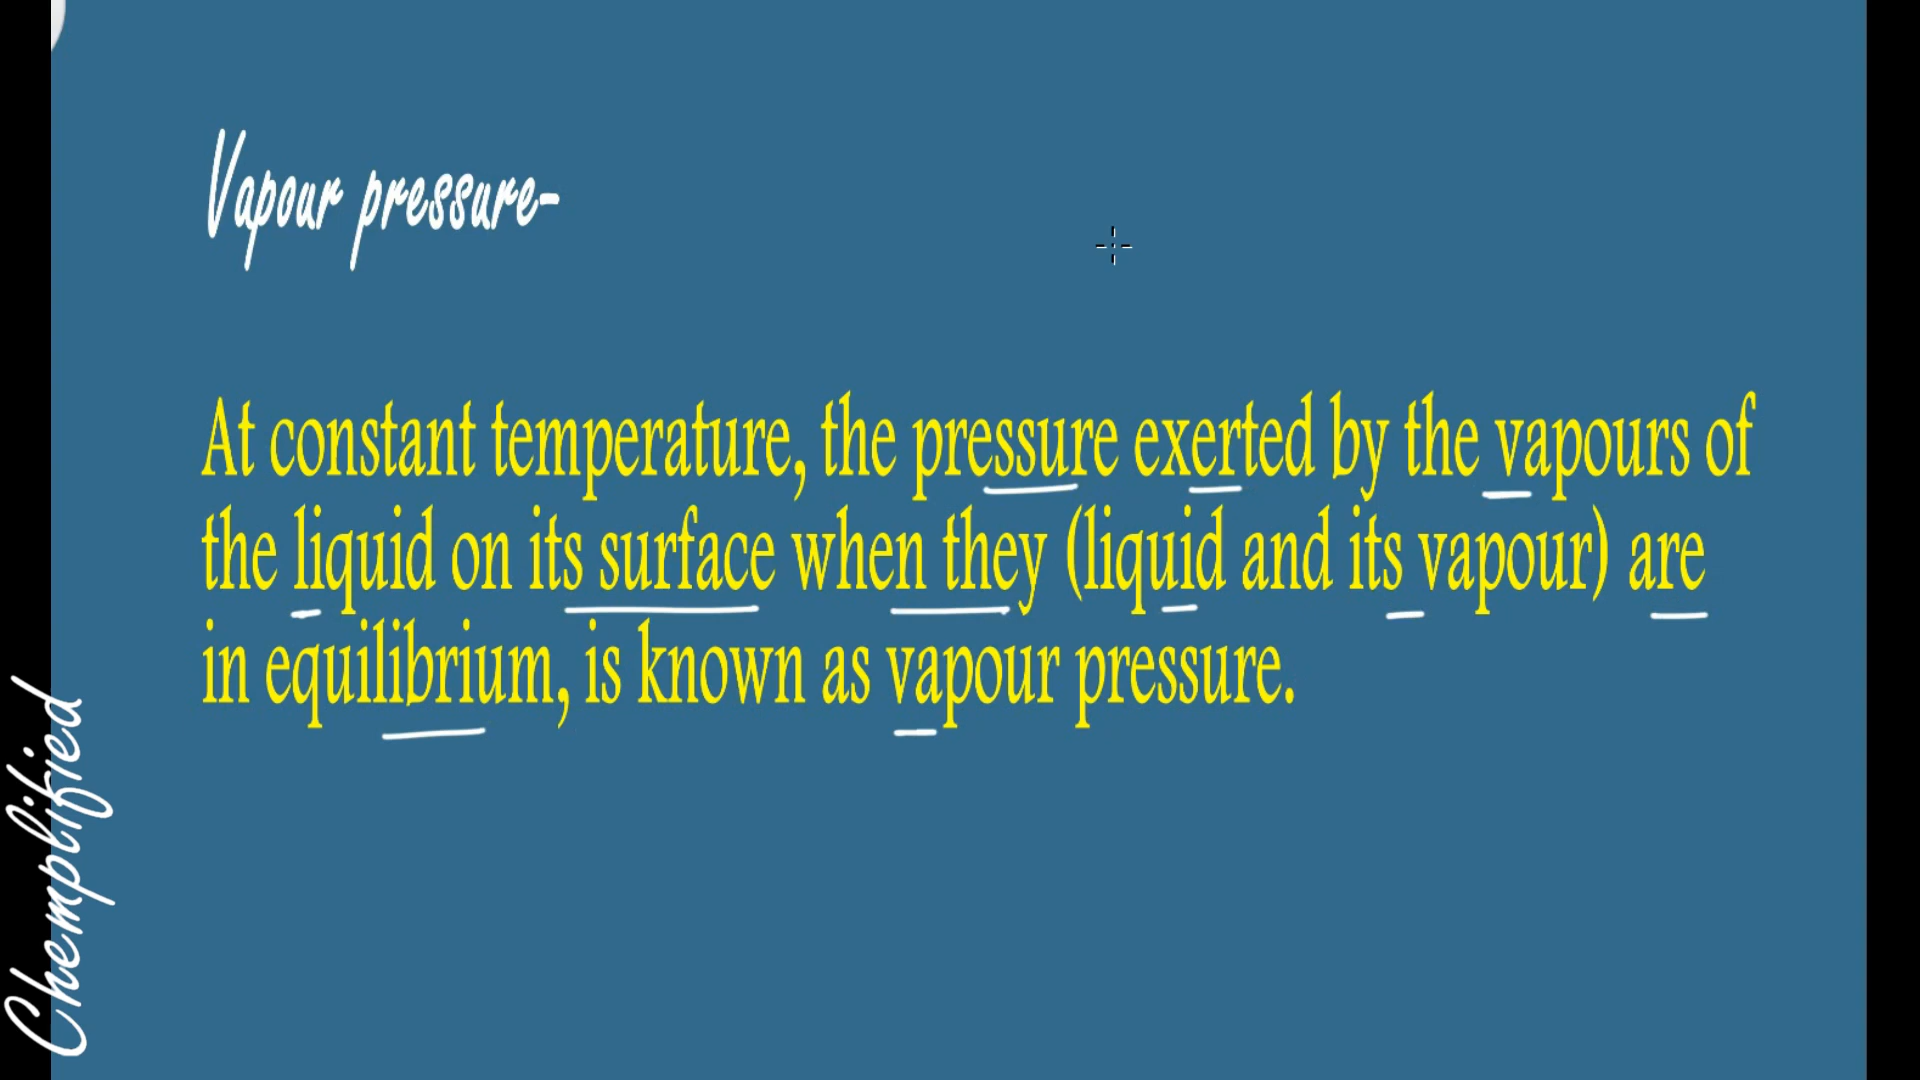 Vapour pressure-
At constant temperature, the pressure exerted by the vapours of
the liquid on its surface when they (liquid and its vapour) are
in equilibrium, is known as vapour pressure.
Chemplified